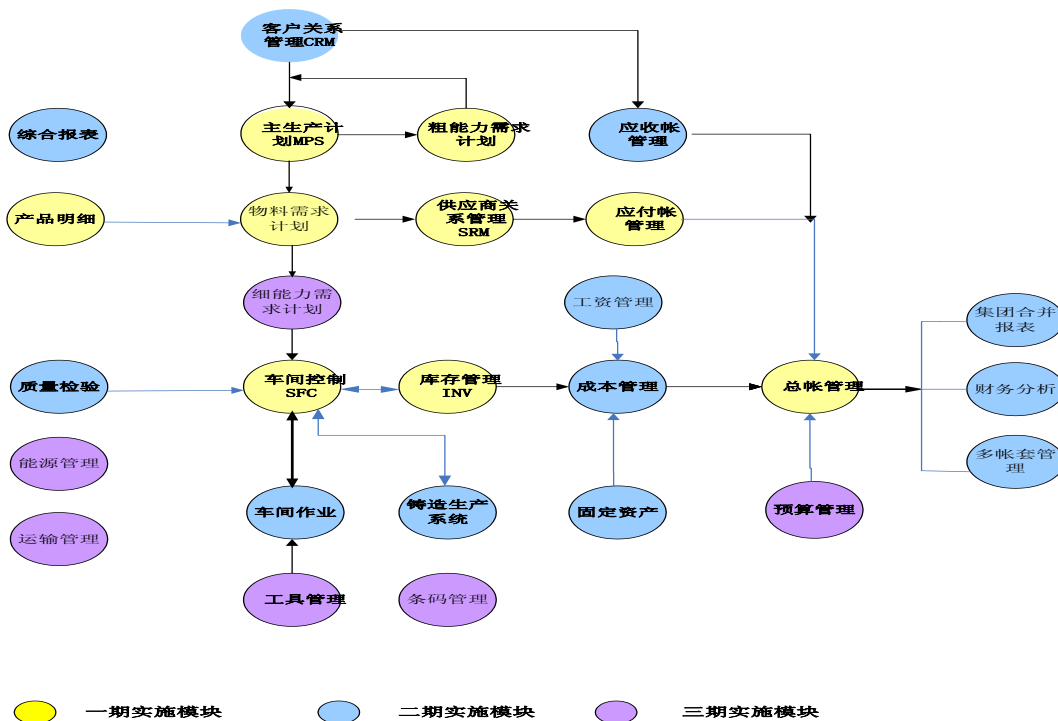 客户关系
管理CRM
综合报表
主生产计
划MPS
粗能力需求
计划
应收帐
管理
产品明细
物料需求
计划
供应商关
系管理
SRM
应付帐
管理
细能力需
求计划
工资管理
集团合并
报表
质量检验
车间控制
SFC
库存管理
INV
成本管理
总帐管理
财务分析
能源管理
多帐套管
理
车间作业
铸造生产
系统
固定资产
预算管理
运输管理
工具管理
条码管理
一期实施模块
二期实施模块
三期实施模块